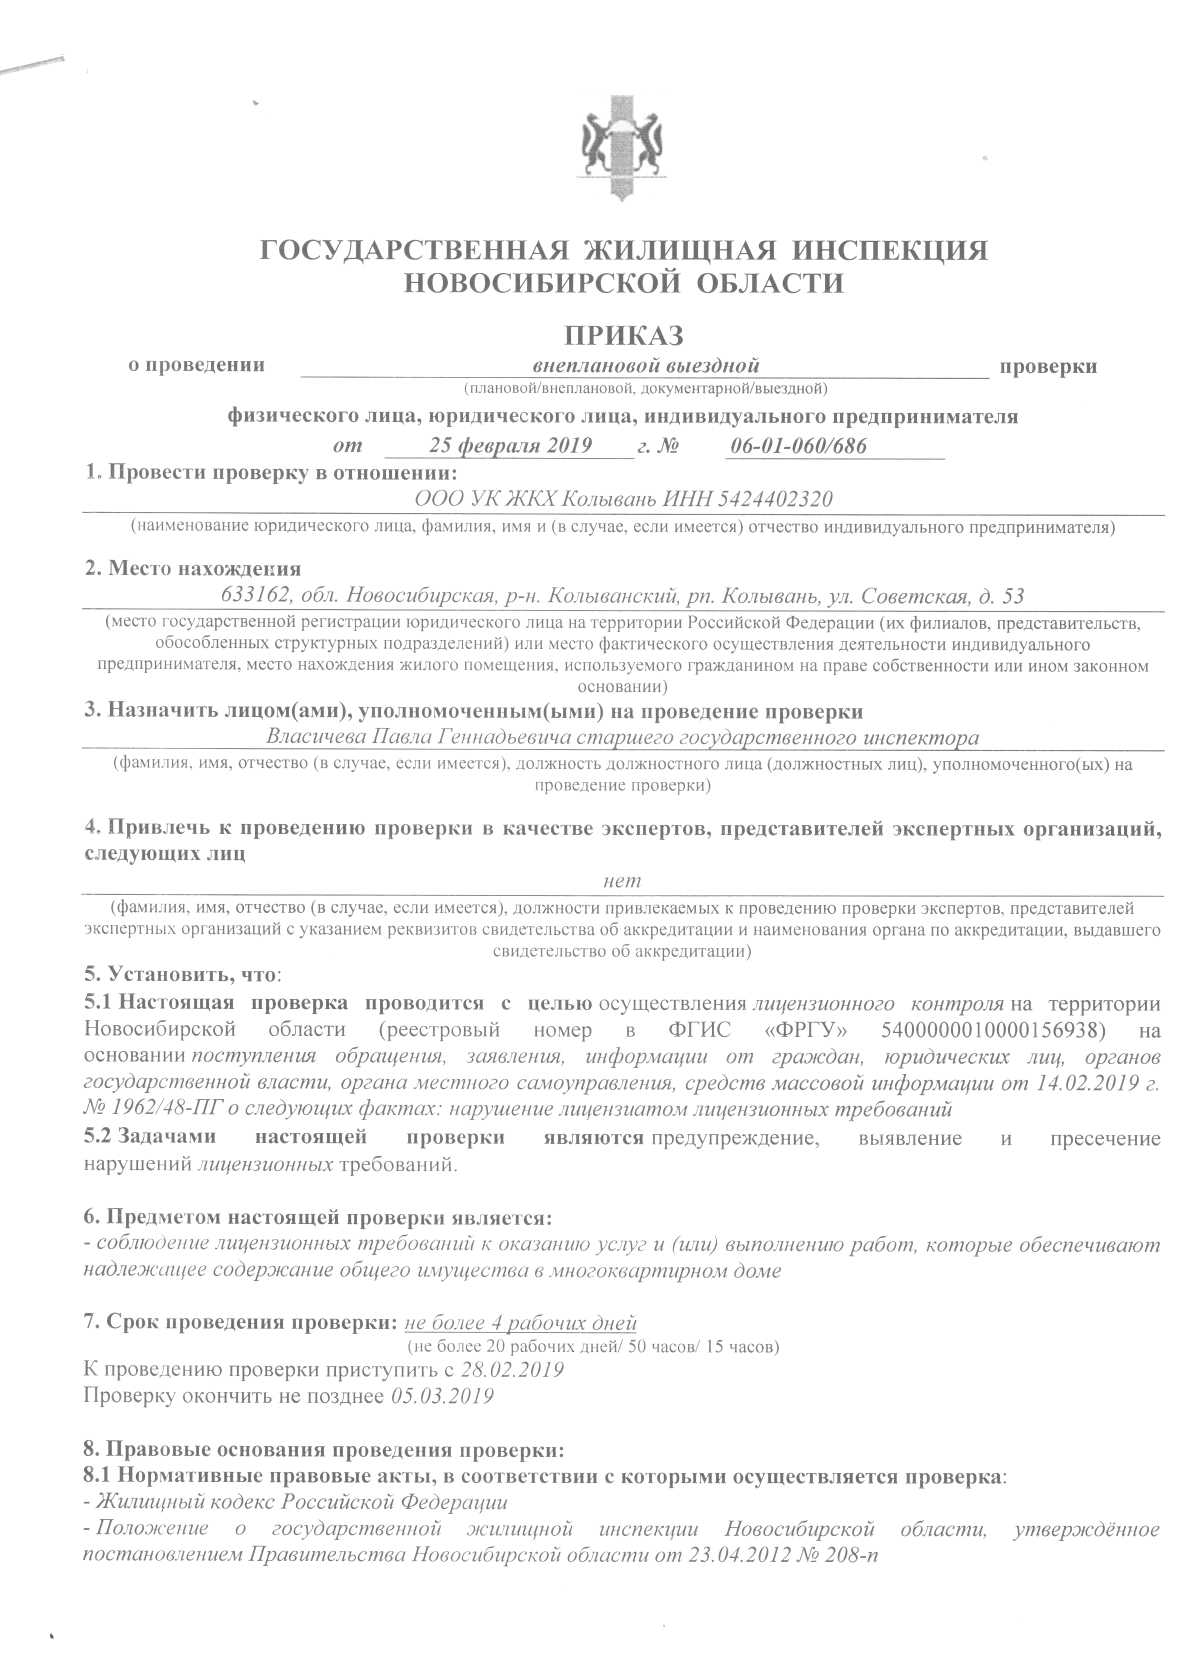 ГОСУДАРСТВЕННАЯ ЖИЛИЩНАЯ ИНСПЕКЦИЯ
НОВОСИБИРСКОЙ ОБЛАСТИ
ПРИКАЗ
о проведении внеплановой выездной проверки
(плановой/внеплановой, документарной/выездной)
физического лица, юридического лица, индивидуального предпринимателя
от 25 февраля 2019 г. № 06-01-060/686
1. Провести проверку в отношении:
ООО УК ЖКХ Колывань ИНН 5424402320
(наименование юридического лица, фамилия, имя и (в случае, если имеется) отчество индивидуального предпринимателя)
2. Место нахождения
633162, обл. Новосибирская, р-н. Колыванский, рп. Колывань, ул. Советская, д. 53
(место государственной регистрации юридического лица на территории Российской Федерации (их филиалов, представительств,
обособленных структурных подразделений) или место фактического осуществления деятельности индивидуального
предпринимателя, место нахождения жилого помещения, используемого гражданином на праве собственности или ином законном
основании)
3. Назначить лицом(ами), уполномоченным(ыми) на проведение проверки
Власичева Павла Геннадьевича старшего государственного инспектора
(фамилия, имя, отчество (в случае, если имеется), должность должностного лица (должностных лиц), уполномоченного(ых) на
проведение проверки)
4. Привлечь к проведению проверки в качестве экспертов, представителей экспертных организаций,
следующих лиц
нет
(фамилия, имя, отчество (в случае, если имеется), должности привлекаемых к проведению проверки экспертов, представителей
экспертных организаций с указанием реквизитов свидетельства об аккредитации и наименования органа по аккредитации, выдавшего
свидетельство об аккредитации)
5. Установить, что:
5.1 Настоящая проверка проводится с целью осуществления лицензионного контроля на территории
Новосибирской области (реестровый номер в ФГИС «ФРГУ» 5400000010000156938) на
основании поступления обращения, заявления, информации от граждан, юридических лиц, органов
государственной власти, органа местного самоуправления, средств массовой информации от 14.02.2019 г.
№ 1962/48-ПГ о следующих фактах: нарушение лицензиатом лицензионных требований
5.2 Задачами настоящей проверки являются предупреждение, выявление и пресечение
нарушений лицензионных требований.
6. Предметом настоящей проверки является:
- соблюдение лицензионных требований к оказанию услуг и (или) выполнению работ, которые обеспечивают
надлежащее содержание общего имущества в многоквартирном доме
7. Срок проведения проверки: не более 4 рабочих дней
(не более 20 рабочих дней/ 50 часов/ 15 часов)
К проведению проверки приступить с 28.02.2019
Проверку окончить не позднее 05.03.2019
8. Правовые основания проведения проверки:
8.1 Нормативные правовые акты, в соответствии с которыми осуществляется проверка:
- Жилищный кодекс Российской Федерации
- Положение о государственной жилищной инспекции Новосибирской области, утверждённое
постановлением Правительства Новосибирской области от 23.04.2012 № 208-п